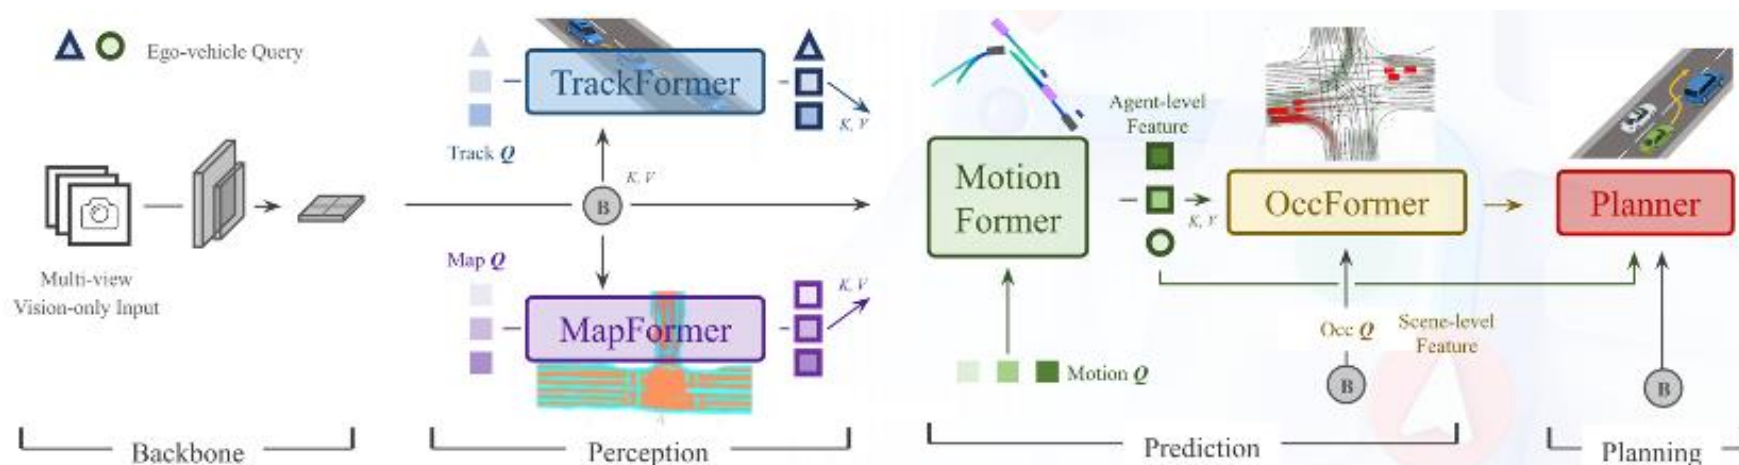 Ego-vehicle Query
Multi-view
Vision-only Input
Backbone
TrackFormer
Track Q
K, V
K, V
B
Map Q
K, V
MapFormer
Perception
Motion
Former
Agent-level
Feature
K, V
Motion Q
OccFormer
Occ Q
Scene-level
Feature
B
Prediction
Planner
B
Planning